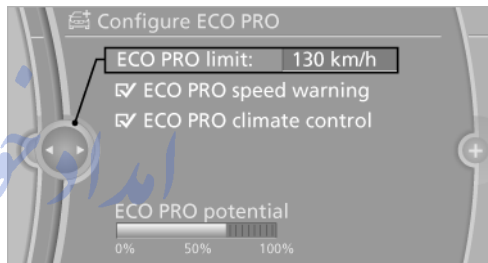 Configure ECO PRO
ECO PRO limit: 130 km/h
ECO PRO speed warning
ECO PRO climate control
ECO PRO potential
0% 50% 100%
امداد